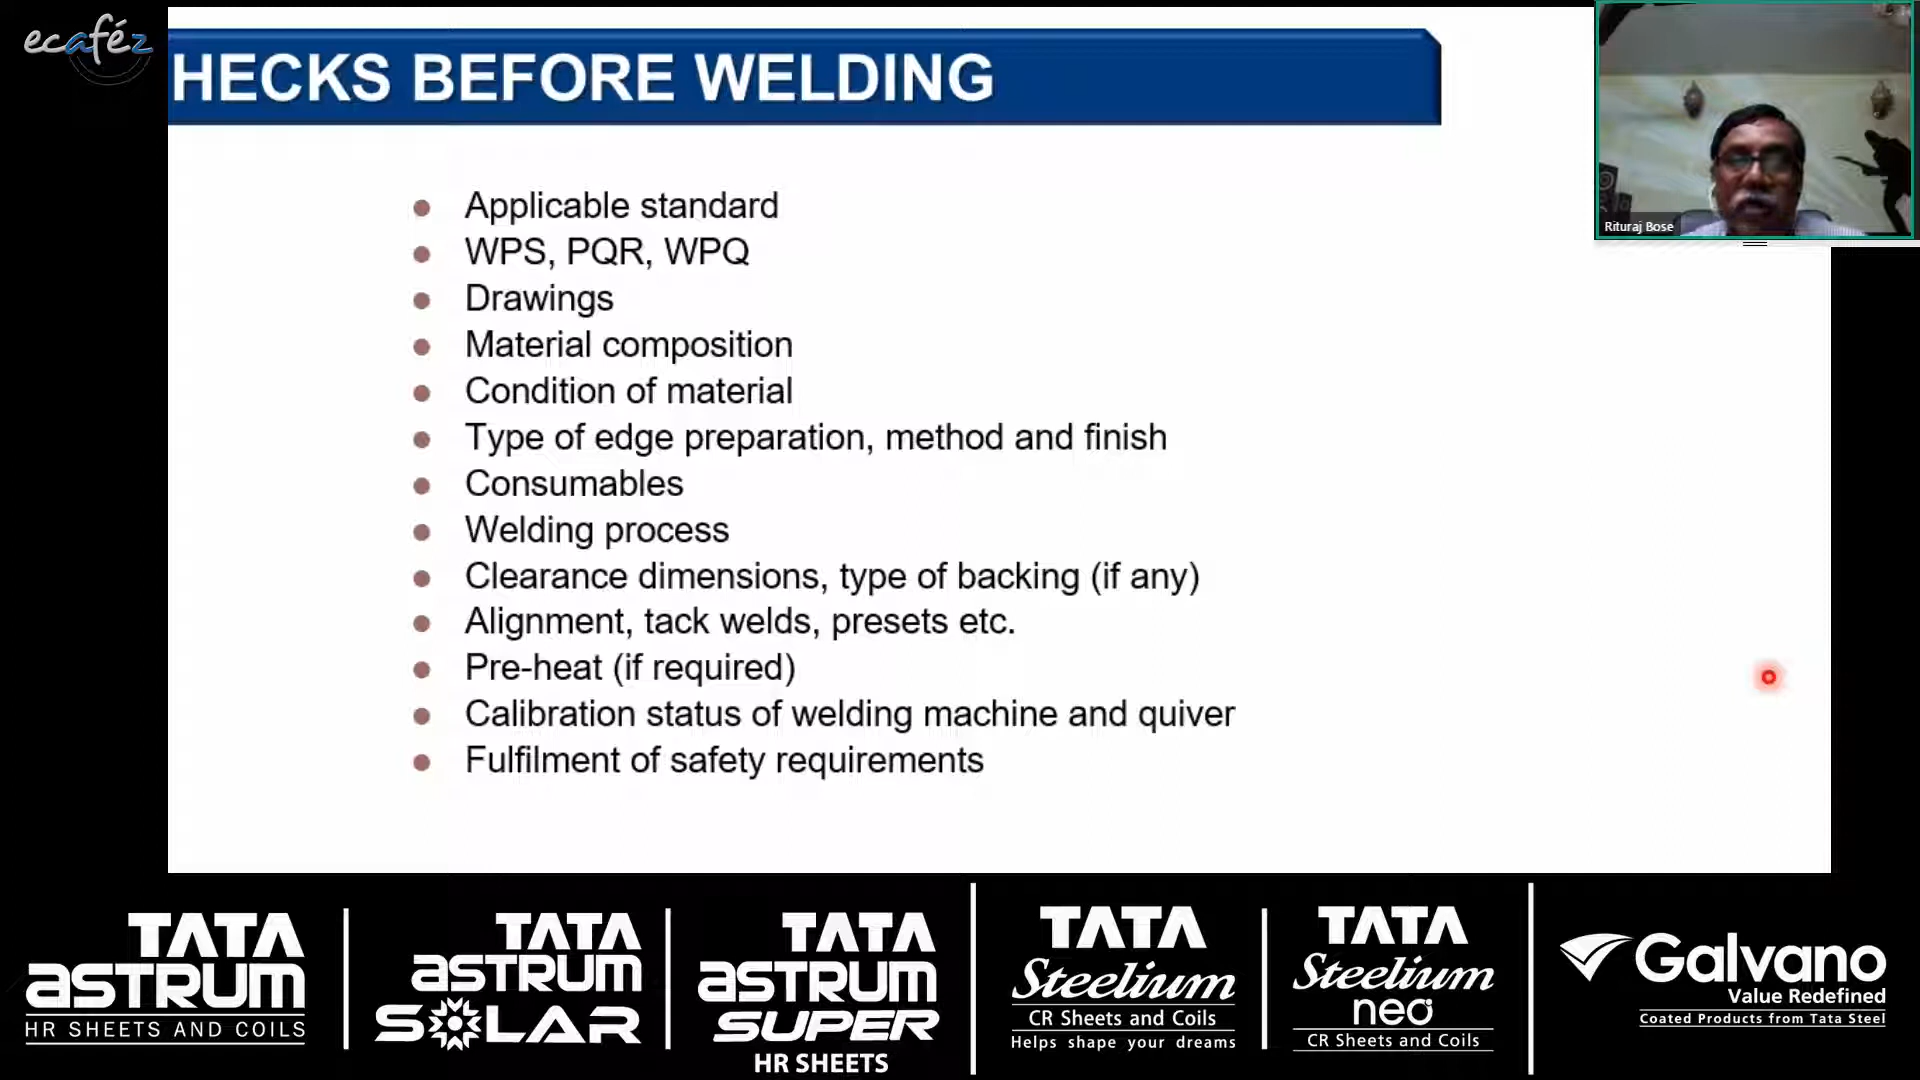 ecaféz
HECKS BEFORE WELDING
Rituraj Bose
Applicable standard
WPS, PQR, WPQ
Drawings
Material composition
Condition of material
Type of edge preparation, method and finish
Consumables
Welding process
Clearance dimensions, type of backing (if any)
Alignment, tack welds, presets etc.
Pre-heat (if required)
Calibration status of welding machine and quiver
Fulfilment of safety requirements
TATA
astrum
HR SHEETS AND COILS
TATA
astrum
SOLAR
TATA
astrum
SUPER
HR SHEETS
TATA
Steelium
CR Sheets and Coils
Helps shape your dreams
TATA
Steelium
neo
CR Sheets and Coils
Galvano
Value Redefined
Coated Products from Tata Steel